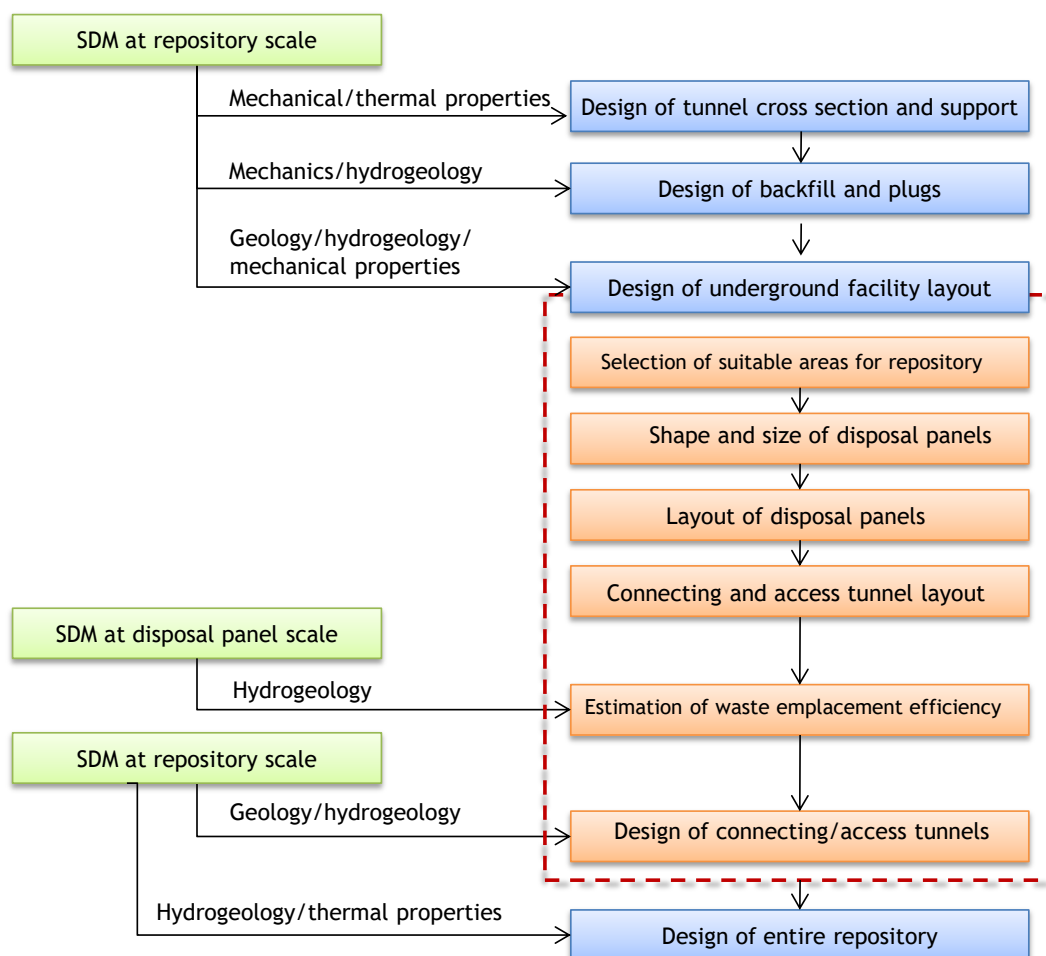 SDM at repository scale
Mechanical/thermal properties
Design of tunnel cross section and support
Mechanics/hydrogeology
Design of backfill and plugs
Geology/hydrogeology/
mechanical properties
Design of underground facility layout
Selection of suitable areas for repository
Shape and size of disposal panels
Layout of disposal panels
Connecting and access tunnel layout
SDM at disposal panel scale
Hydrogeology
Estimation of waste emplacement efficiency
SDM at repository scale
Geology/hydrogeology
Design of connecting/access tunnels
Hydrogeology/thermal properties
Design of entire repository